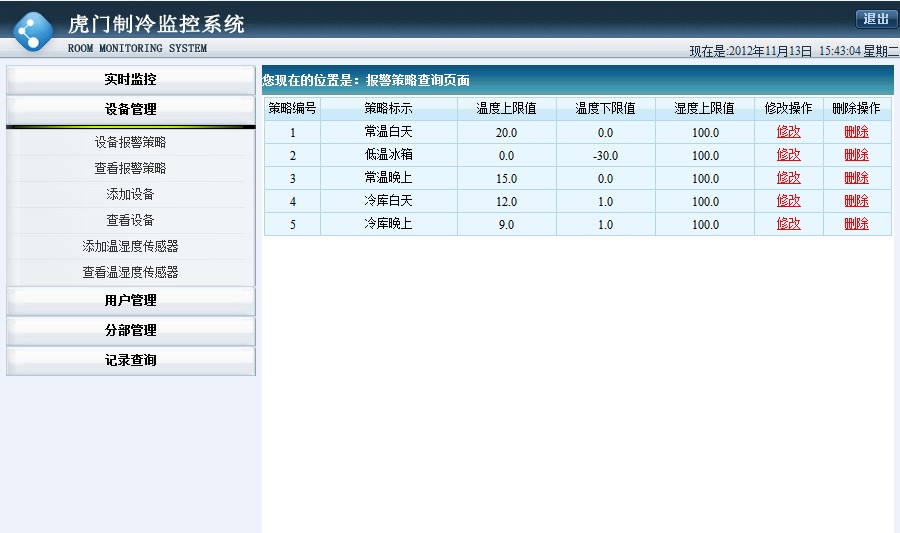 虎门制冷监控系统
退出
ROOM MONITORING SYSTEM
现在是:2012年11月13日 15:43:04 星期二
实时监控
设备管理
设备报警策略
查看报警策略
添加设备
查看设备
添加温湿度传感器
查看温湿度传感器
用户管理
分部管理
记录查询
您现在的位置是：报警策略查询页面
策略编号 策略标示 温度上限值 温度下限值 湿度上限值 修改操作 删除操作
1 常温白天 20.0 0.0 100.0 修改 删除
2 低温冰箱 0.0 -30.0 100.0 修改 删除
3 常温晚上 15.0 0.0 100.0 修改 删除
4 冷库白天 12.0 1.0 100.0 修改 删除
5 冷库晚上 9.0 1.0 100.0 修改 删除